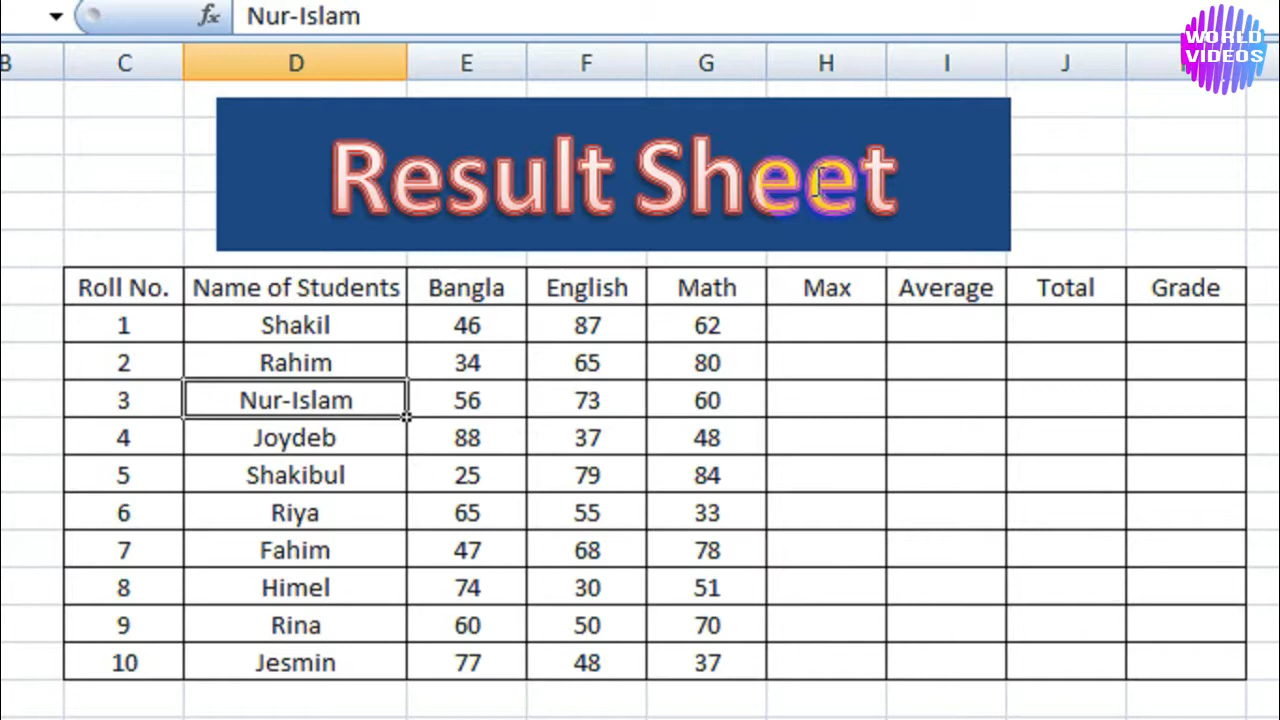 fx Nur-Islam
WORLD
VIDEOS
B C D E F G H I J
Result Sheet
Roll No. Name of Students Bangla English Math Max Average Total Grade
1 Shakil 46 87 62
2 Rahim 34 65 80
3 Nur-Islam 56 73 60
4 Joydeb 88 37 48
5 Shakibul 25 79 84
6 Riya 65 55 33
7 Fahim 47 68 78
8 Himel 74 30 51
9 Rina 60 50 70
10 Jesmin 77 48 37